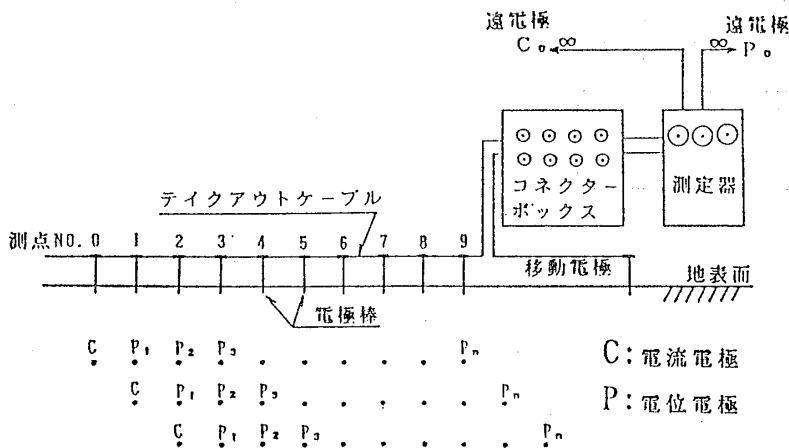 遠電極 遠電極
C₀ ∞ ∞ P₀
コネクターボックス
測定器
テイクアウトケーブル
測点NO. 0 1 2 3 4 5 6 7 8 9
移動電極
地表面
電極棒
C P₁ P₂ P₃ Pₙ
C P₁ P₂ P₃ Pₙ
C P₁ P₂ P₃ Pₙ
C:電流電極
P:電位電極